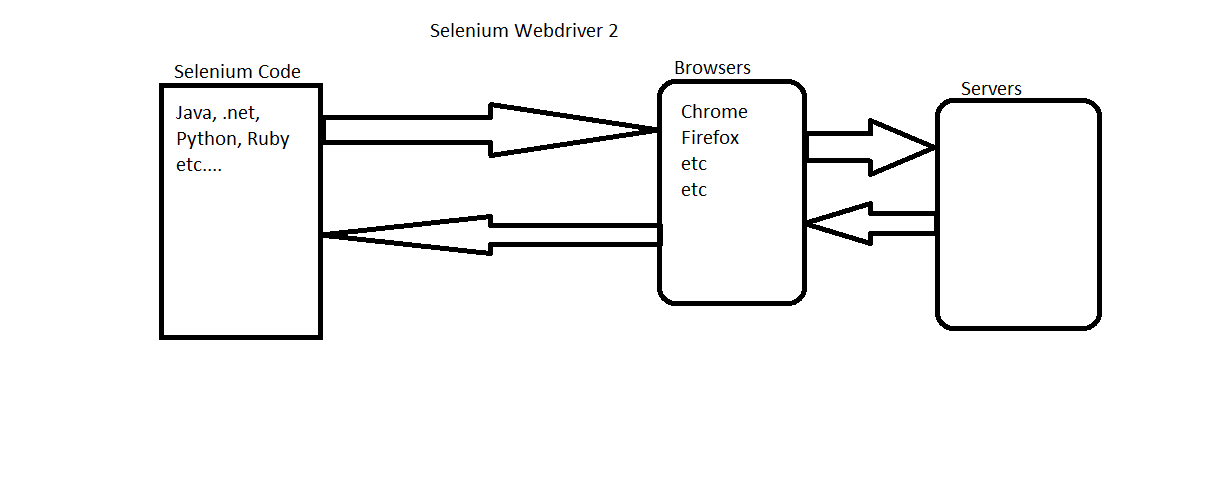 Selenium Webdriver 2
Selenium Code
Java, .net,
Python, Ruby
etc....
Browsers
Chrome
Firefox
etc
etc
Servers